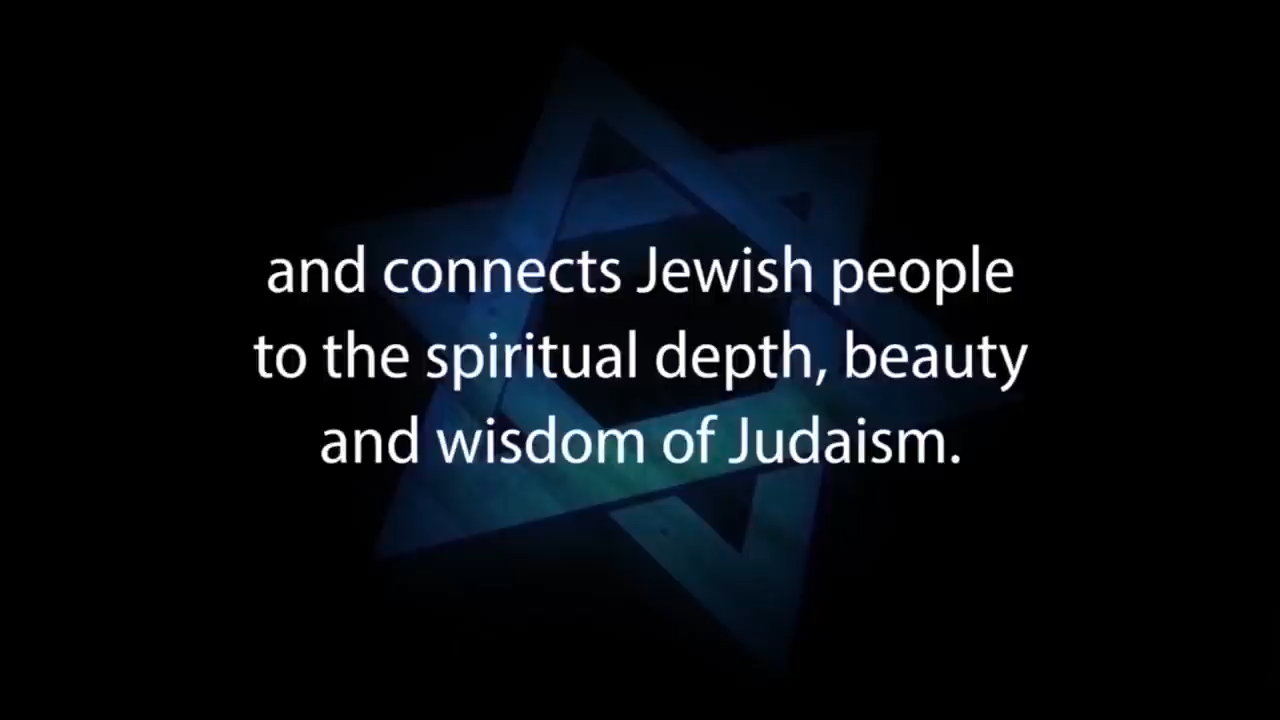 and connects Jewish people
to the spiritual depth, beauty
and wisdom of Judaism.